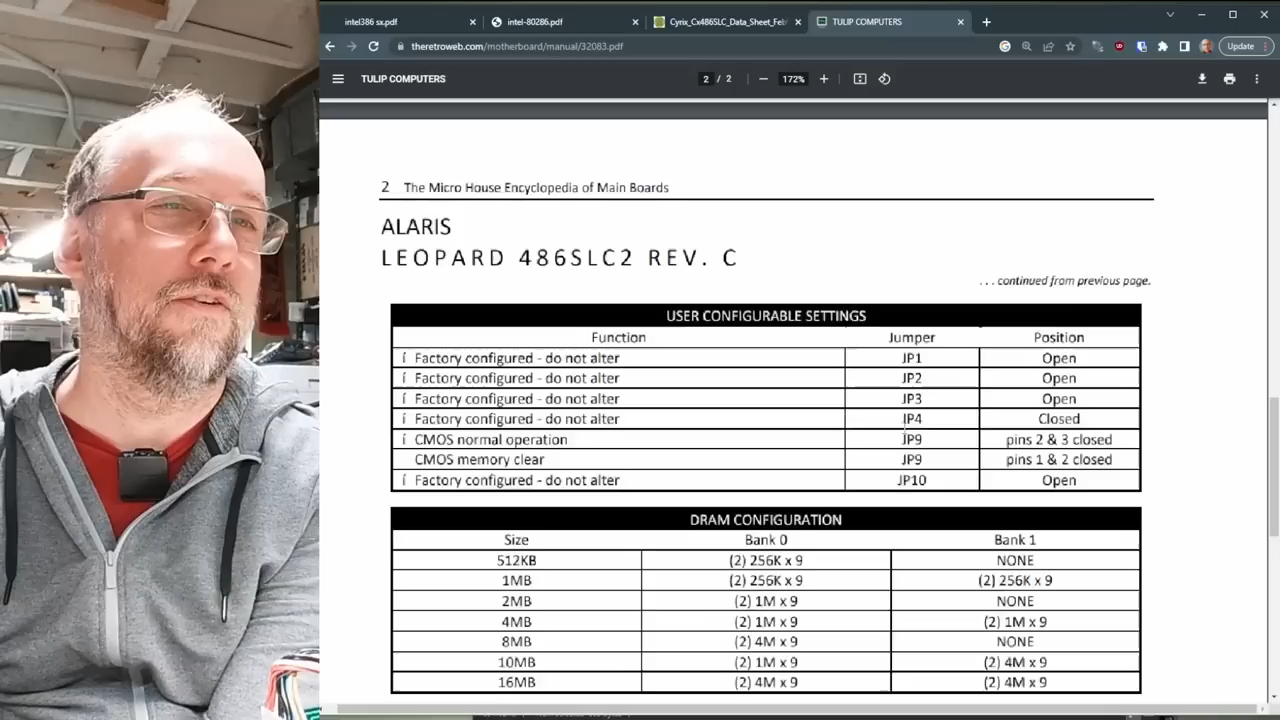 intel386 sx.pdf
intel-80286.pdf
Cyrix_Cx486SLC_Data_Sheet_Feb
TULIP COMPUTERS
theretroweb.com/motherboard/manual/32083.pdf
Update
TULIP COMPUTERS
2 / 2
172%
2 The Micro House Encyclopedia of Main Boards
ALARIS
LEOPARD 486SLC2 REV. C
. . . continued from previous page.
USER CONFIGURABLE SETTINGS
Function Jumper Position
í Factory configured - do not alter JP1 Open
í Factory configured - do not alter JP2 Open
í Factory configured - do not alter JP3 Open
í Factory configured - do not alter JP4 Closed
í CMOS normal operation JP9 pins 2 & 3 closed
CMOS memory clear JP9 pins 1 & 2 closed
í Factory configured - do not alter JP10 Open
DRAM CONFIGURATION
Size Bank 0 Bank 1
512KB (2) 256K x 9 NONE
1MB (2) 256K x 9 (2) 256K x 9
2MB (2) 1M x 9 NONE
4MB (2) 1M x 9 (2) 1M x 9
8MB (2) 4M x 9 NONE
10MB (2) 1M x 9 (2) 4M x 9
16MB (2) 4M x 9 (2) 4M x 9